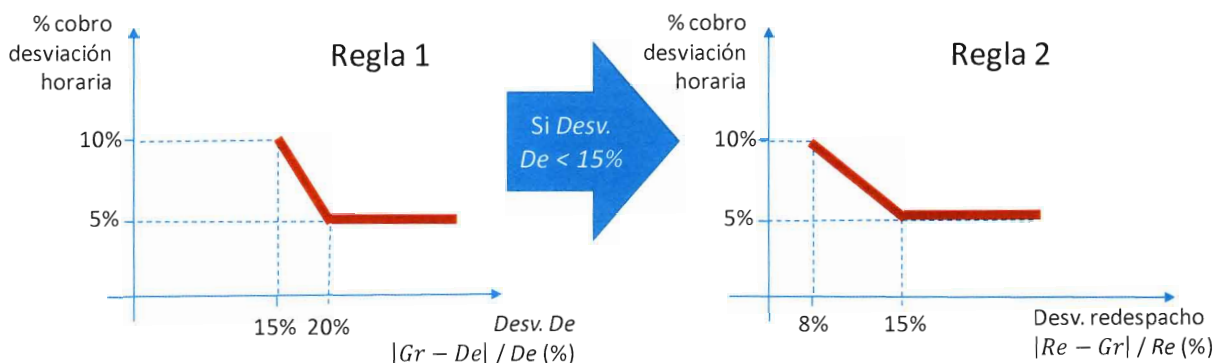 % cobro
desviación
horaria
Regla 1
10%
5%
15% 20%
Desv. De
|Gr − De| / De (%)
Si Desv.
De < 15%
% cobro
desviación
horaria
Regla 2
10%
5%
8%
15%
Desv. redespacho
|Re − Gr| / Re (%)